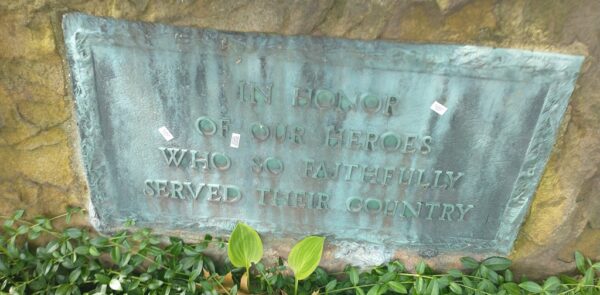 IN HONOR
OF OUR HEROES
WHO SO FAITHFULLY
SERVED THEIR COUNTRY